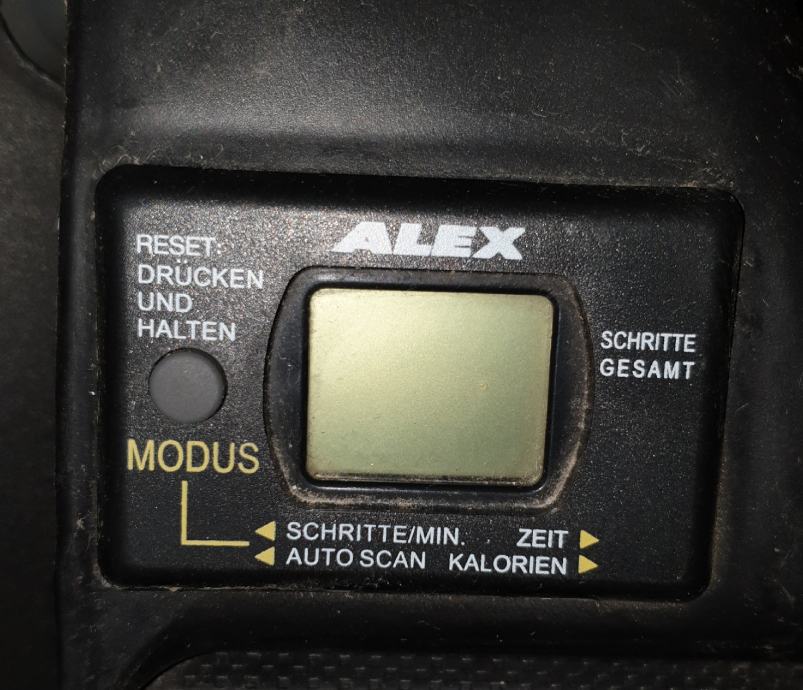 ALEX
RESET:
DRÜCKEN
UND
HALTEN
SCHRITTE
GESAMT
MODUS
SCHRITTE/MIN. ZEIT
AUTO SCAN KALORIEN